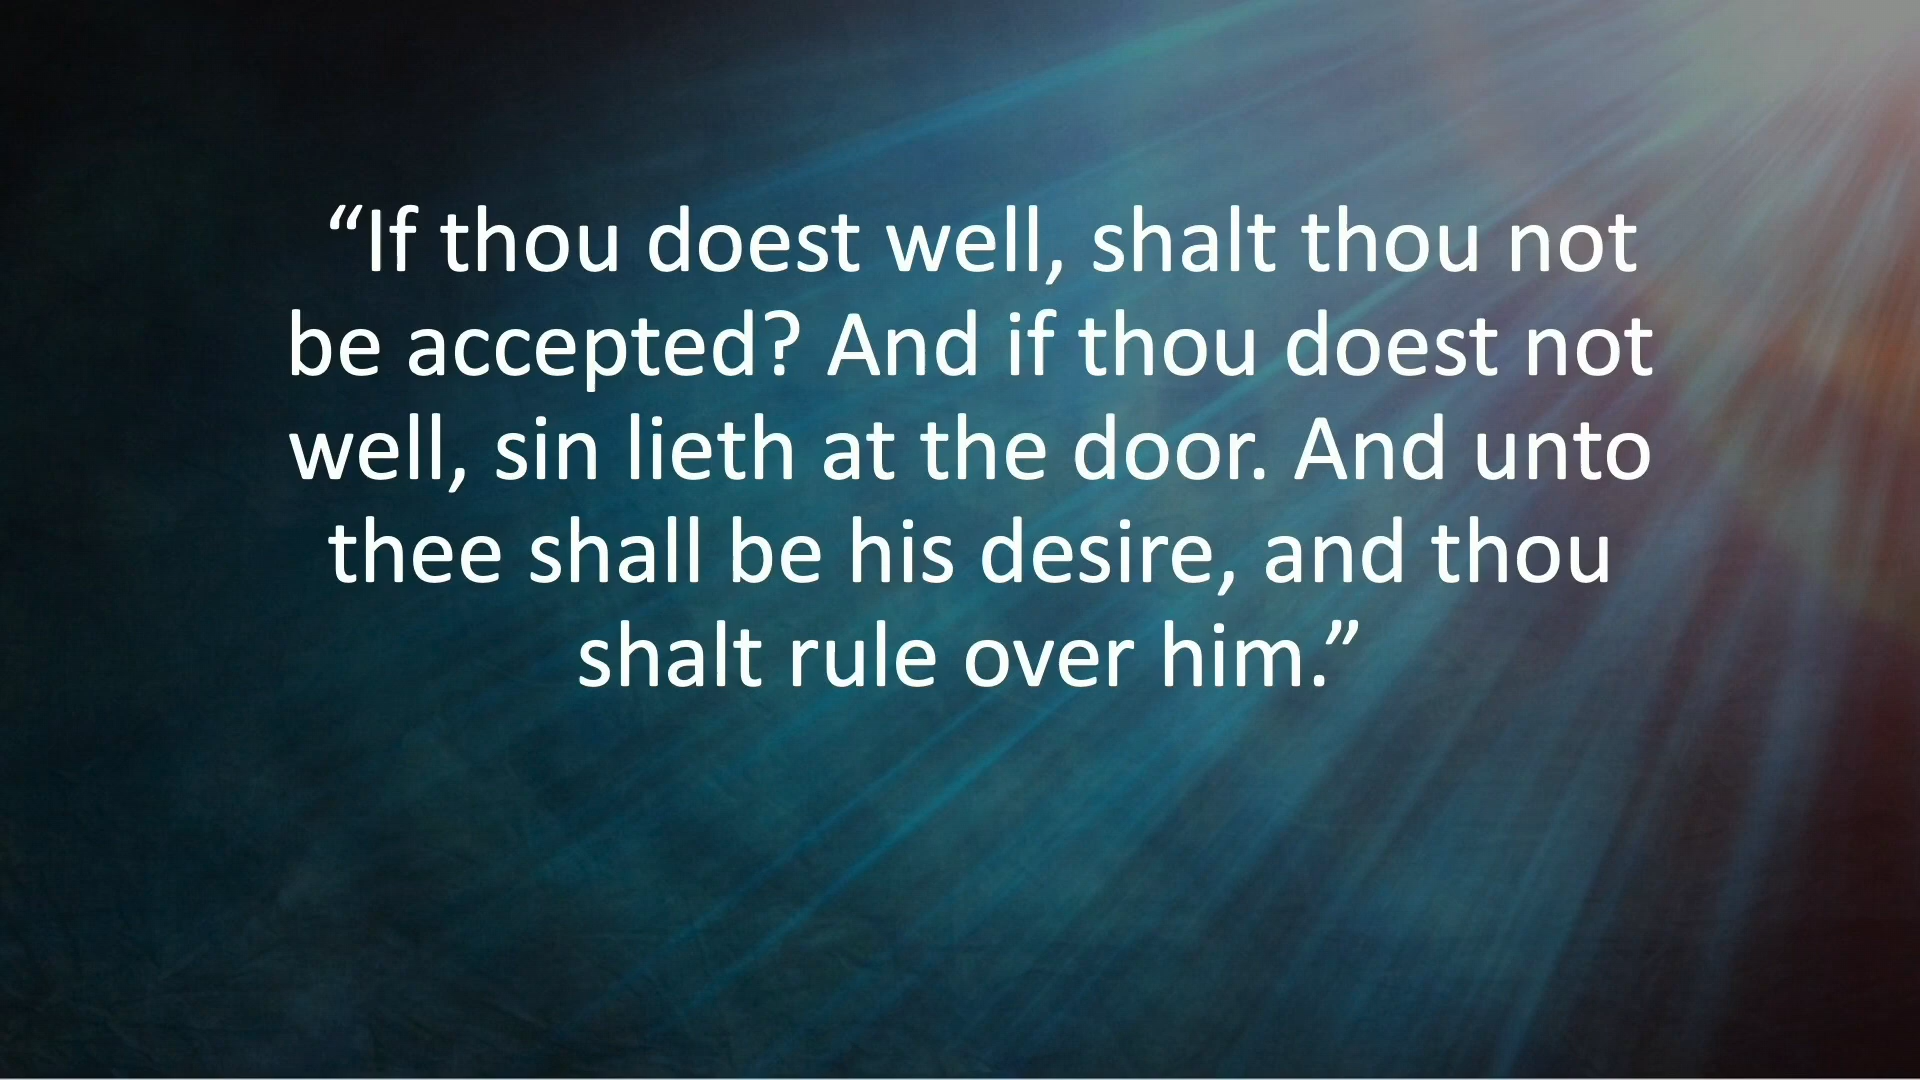 “If thou doest well, shalt thou not
be accepted? And if thou doest not
well, sin lieth at the door. And unto
thee shall be his desire, and thou
shalt rule over him.”